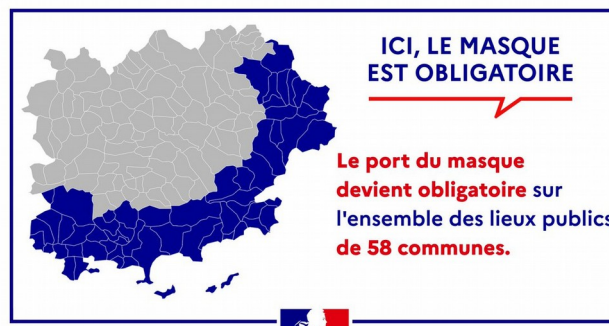 ICI, LE MASQUE
EST OBLIGATOIRE
Le port du masque
devient obligatoire sur
l'ensemble des lieux publics
de 58 communes.